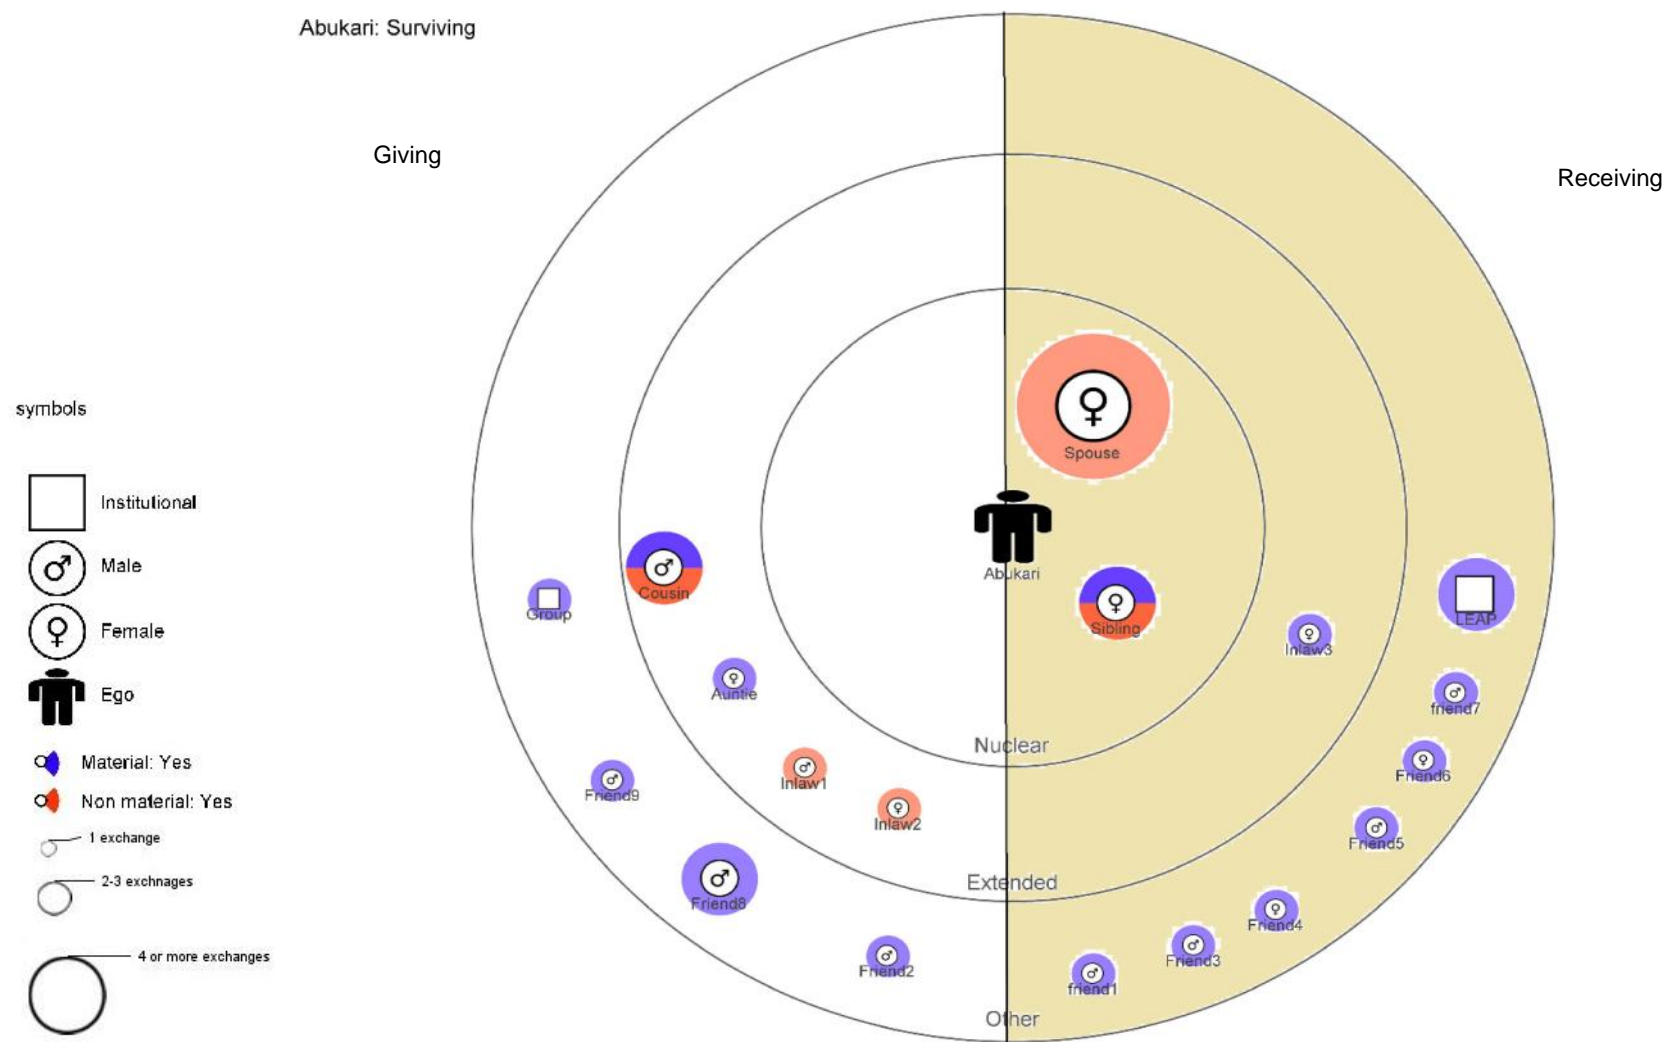 Abukari: Surviving
Giving
Receiving
symbols
Institutional
Male
Female
Ego
Material: Yes
Non material: Yes
1 exchange
2-3 exchnages
4 or more exchanges
Spouse
Abukari
Sibling
Cousin
Group
LEAP
Inlaw3
Auntie
friend7
Nuclear
Friend6
Inlaw1
Friend9
Inlaw2
Friend5
Extended
Friend8
Friend4
Friend3
Friend2
friend1
Other